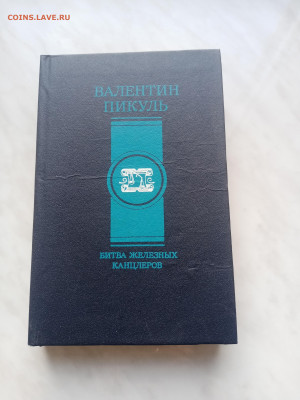 COINS.LAVE.RU
ВАЛЕНТИН
ПИКУЛЬ
БИТВА ЖЕЛЕЗНЫХ
КАНЦЛЕРОВ